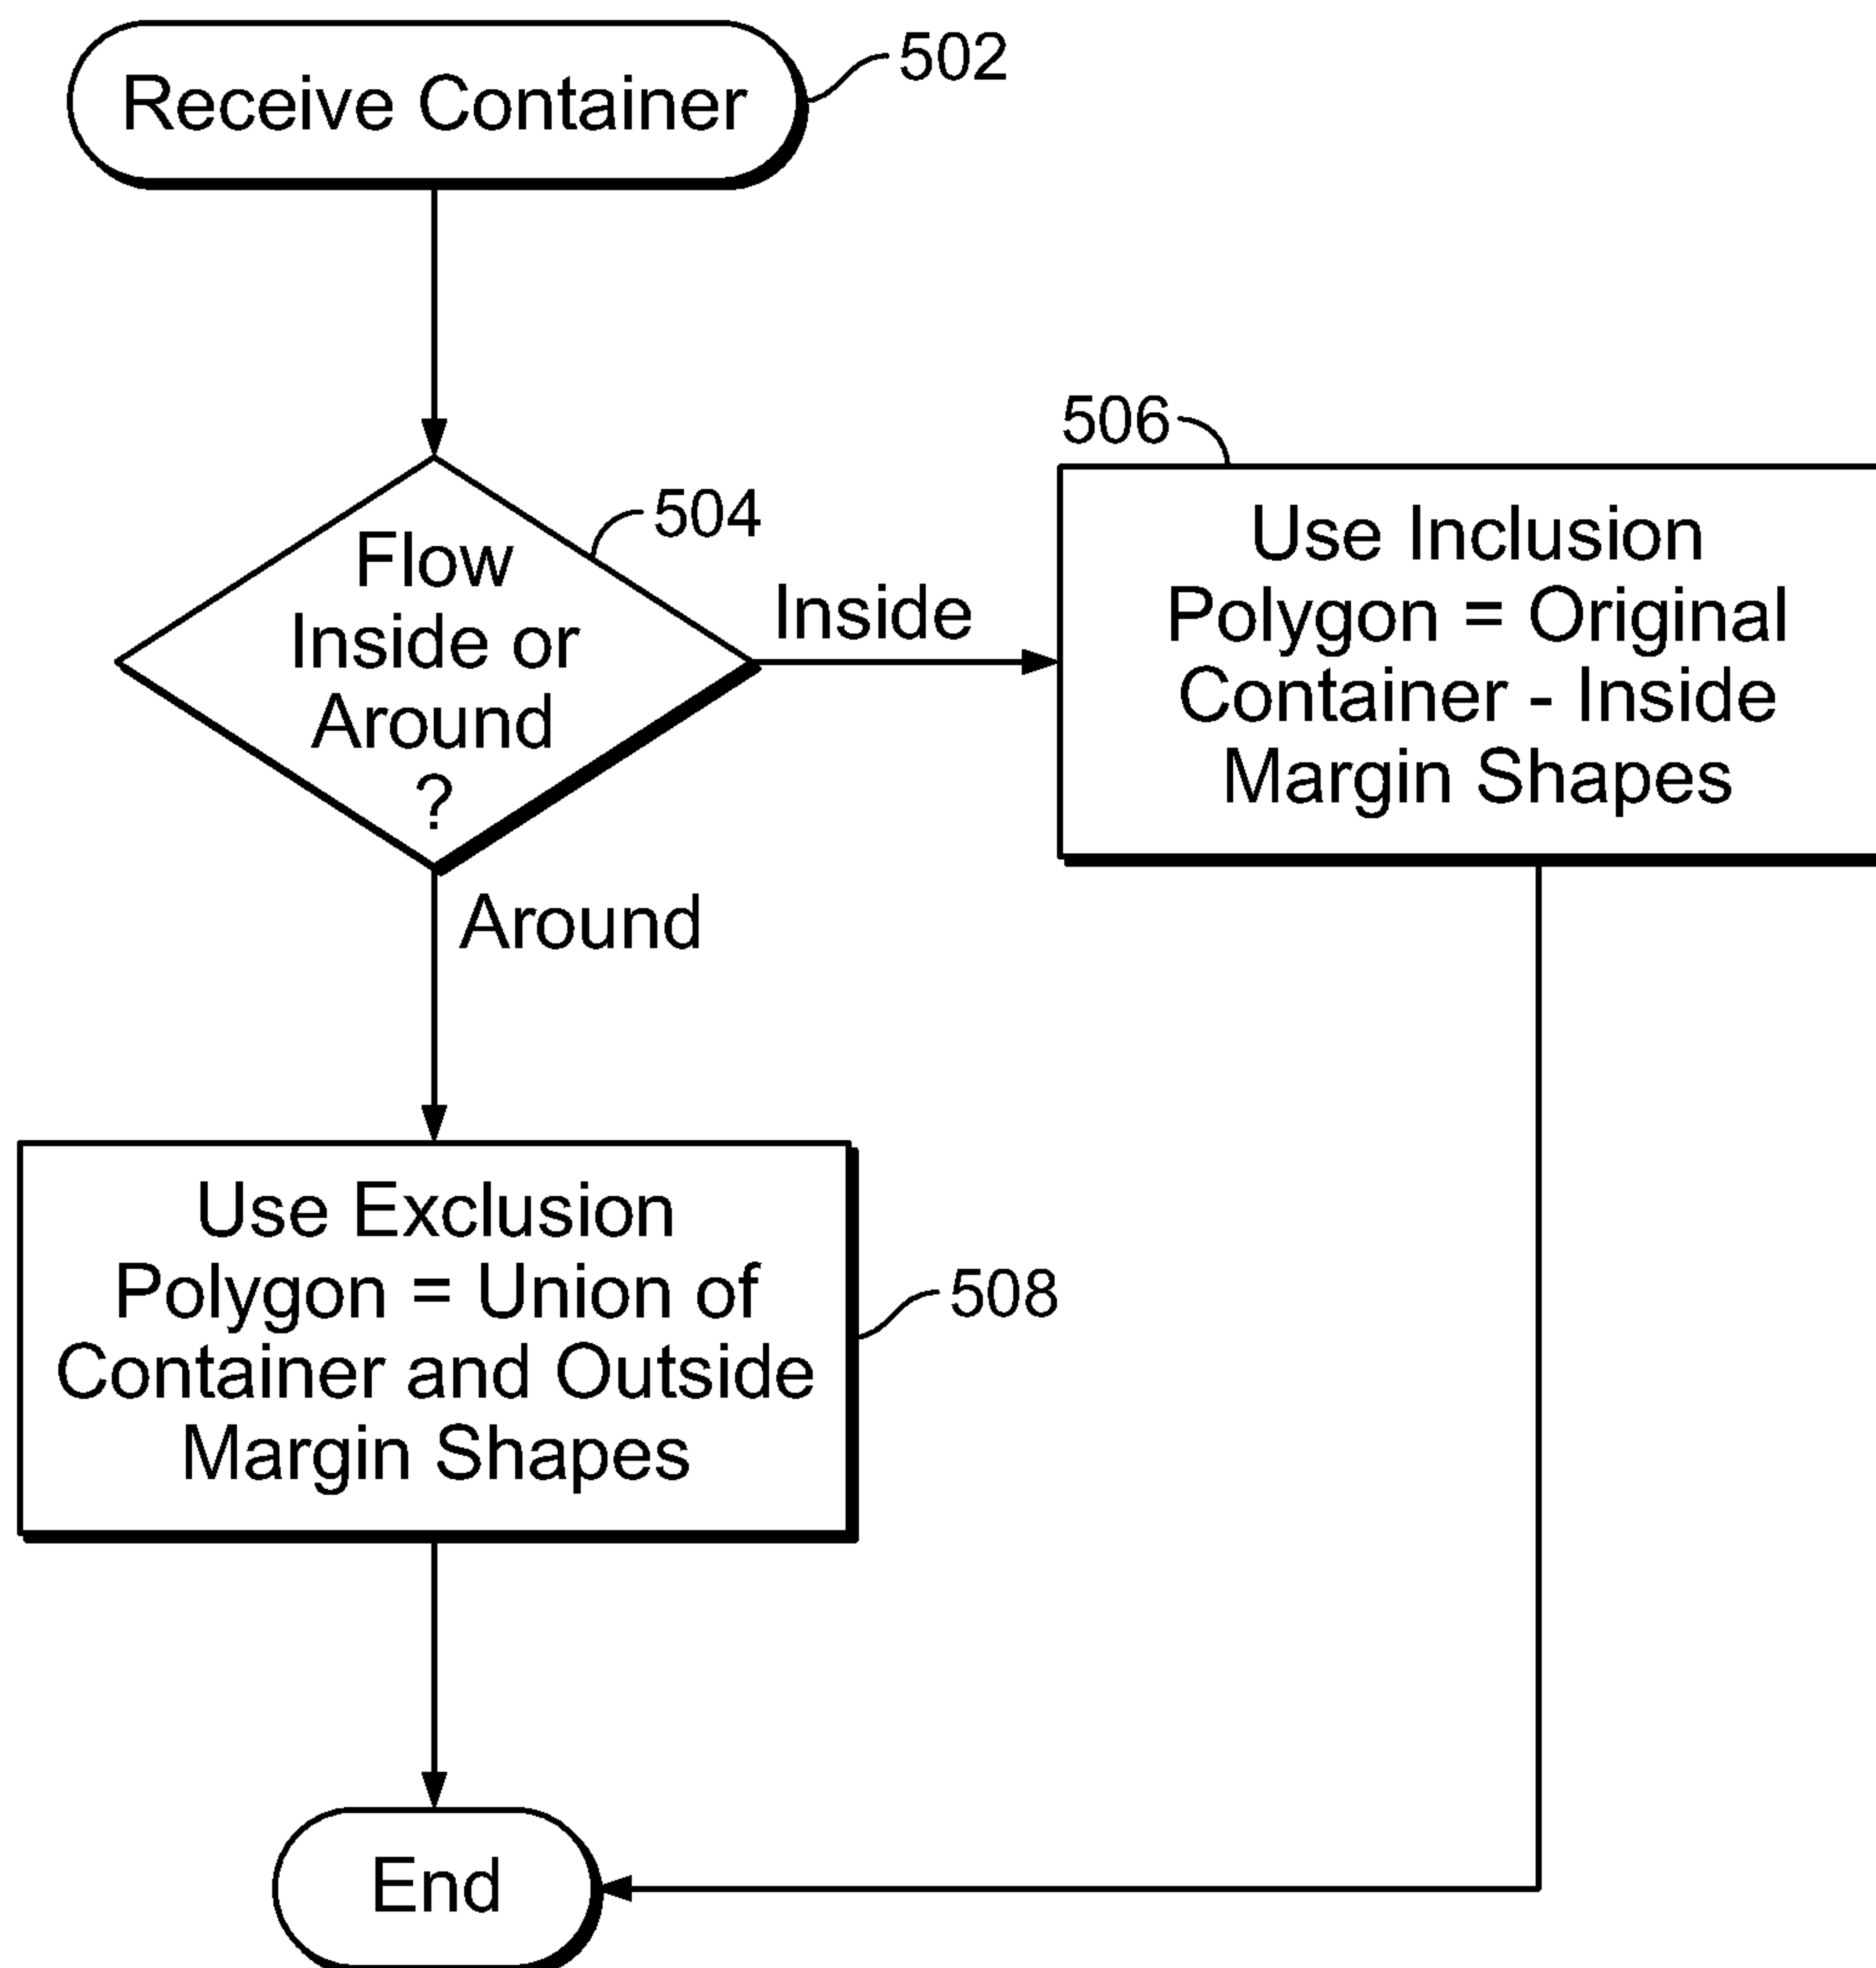 Receive Container
502
Flow
Inside or
Around
?
504
Inside
506
Use Inclusion
Polygon = Original
Container - Inside
Margin Shapes
Around
Use Exclusion
Polygon = Union of
Container and Outside
Margin Shapes
508
End